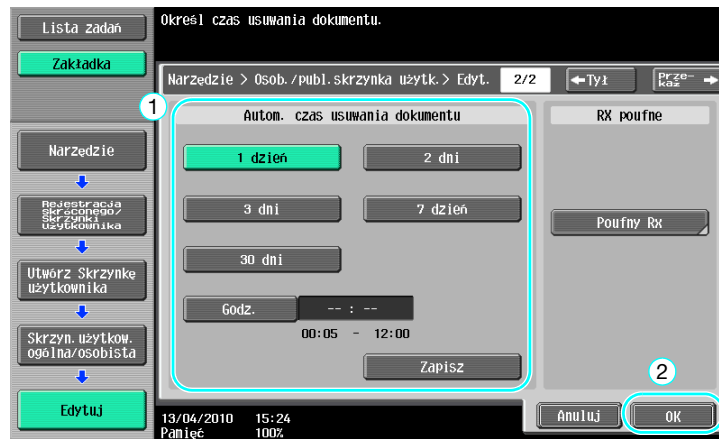 Lista zadań
Zakładka
Określ czas usuwania dokumentu.
Narzędzie > Osob./publ.skrzynka użytk.> Edyt.
2/2
←Tył
Prze-
każ →
1
Autom. czas usuwania dokumentu
RX poufne
1 dzień
2 dni
3 dni
7 dzień
30 dni
Godz.
-- : --
00:05 - 12:00
Zapisz
Poufny Rx
Narzędzie
Rejestracja
skróconego/
Skrzynki
użytkownika
Utwórz Skrzynkę
użytkownika
Skrzyn.użytkow.
ogólna/osobista
Edytuj
2
13/04/2010 15:24
Pamięć 100%
Anuluj
OK